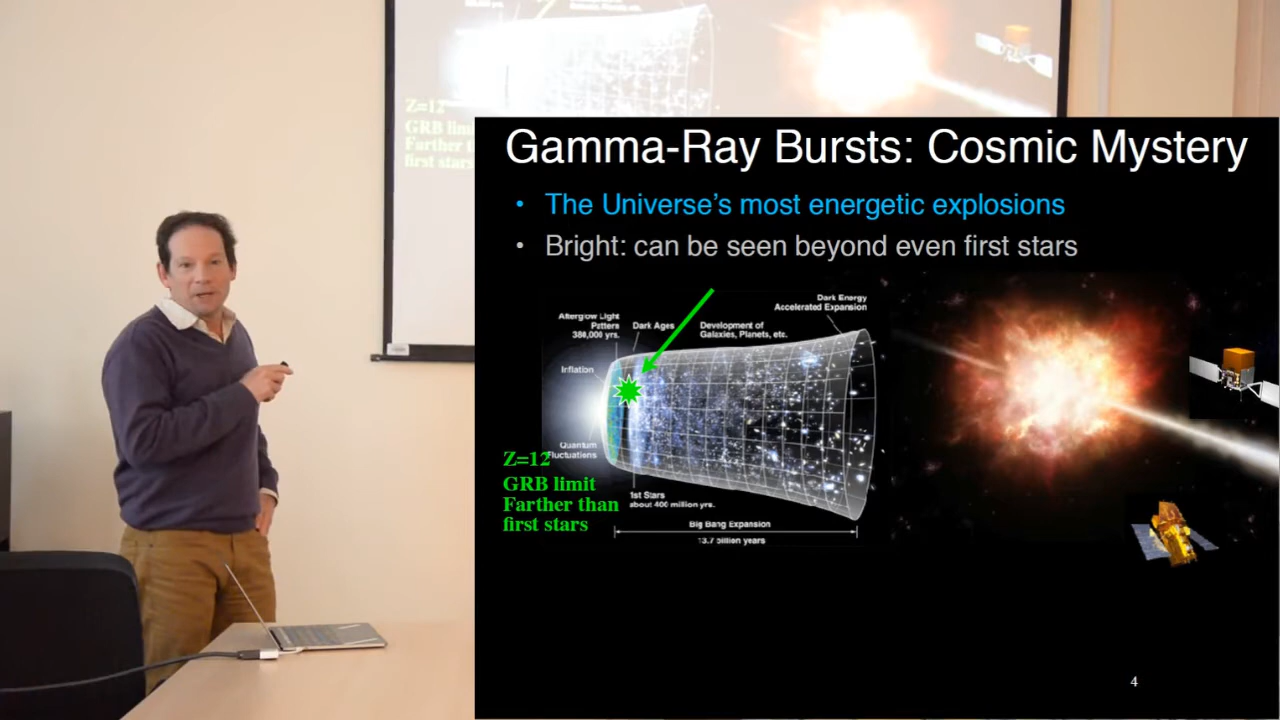 Z=12
GRB lim
Farther t
first stars
Gamma-Ray Bursts: Cosmic Mystery
• The Universe's most energetic explosions
• Bright: can be seen beyond even first stars
Dark Energy
Accelerated Expansion
Afterglow Light
Pattern
380,000 yrs.
Dark Ages
Development of
Galaxies, Planets, etc.
Inflation
Quantum
Fluctuations
Z=12
GRB limit
Farther than
first stars
1st Stars
about 400 million yrs.
Big Bang Expansion
13.7 billion years
4